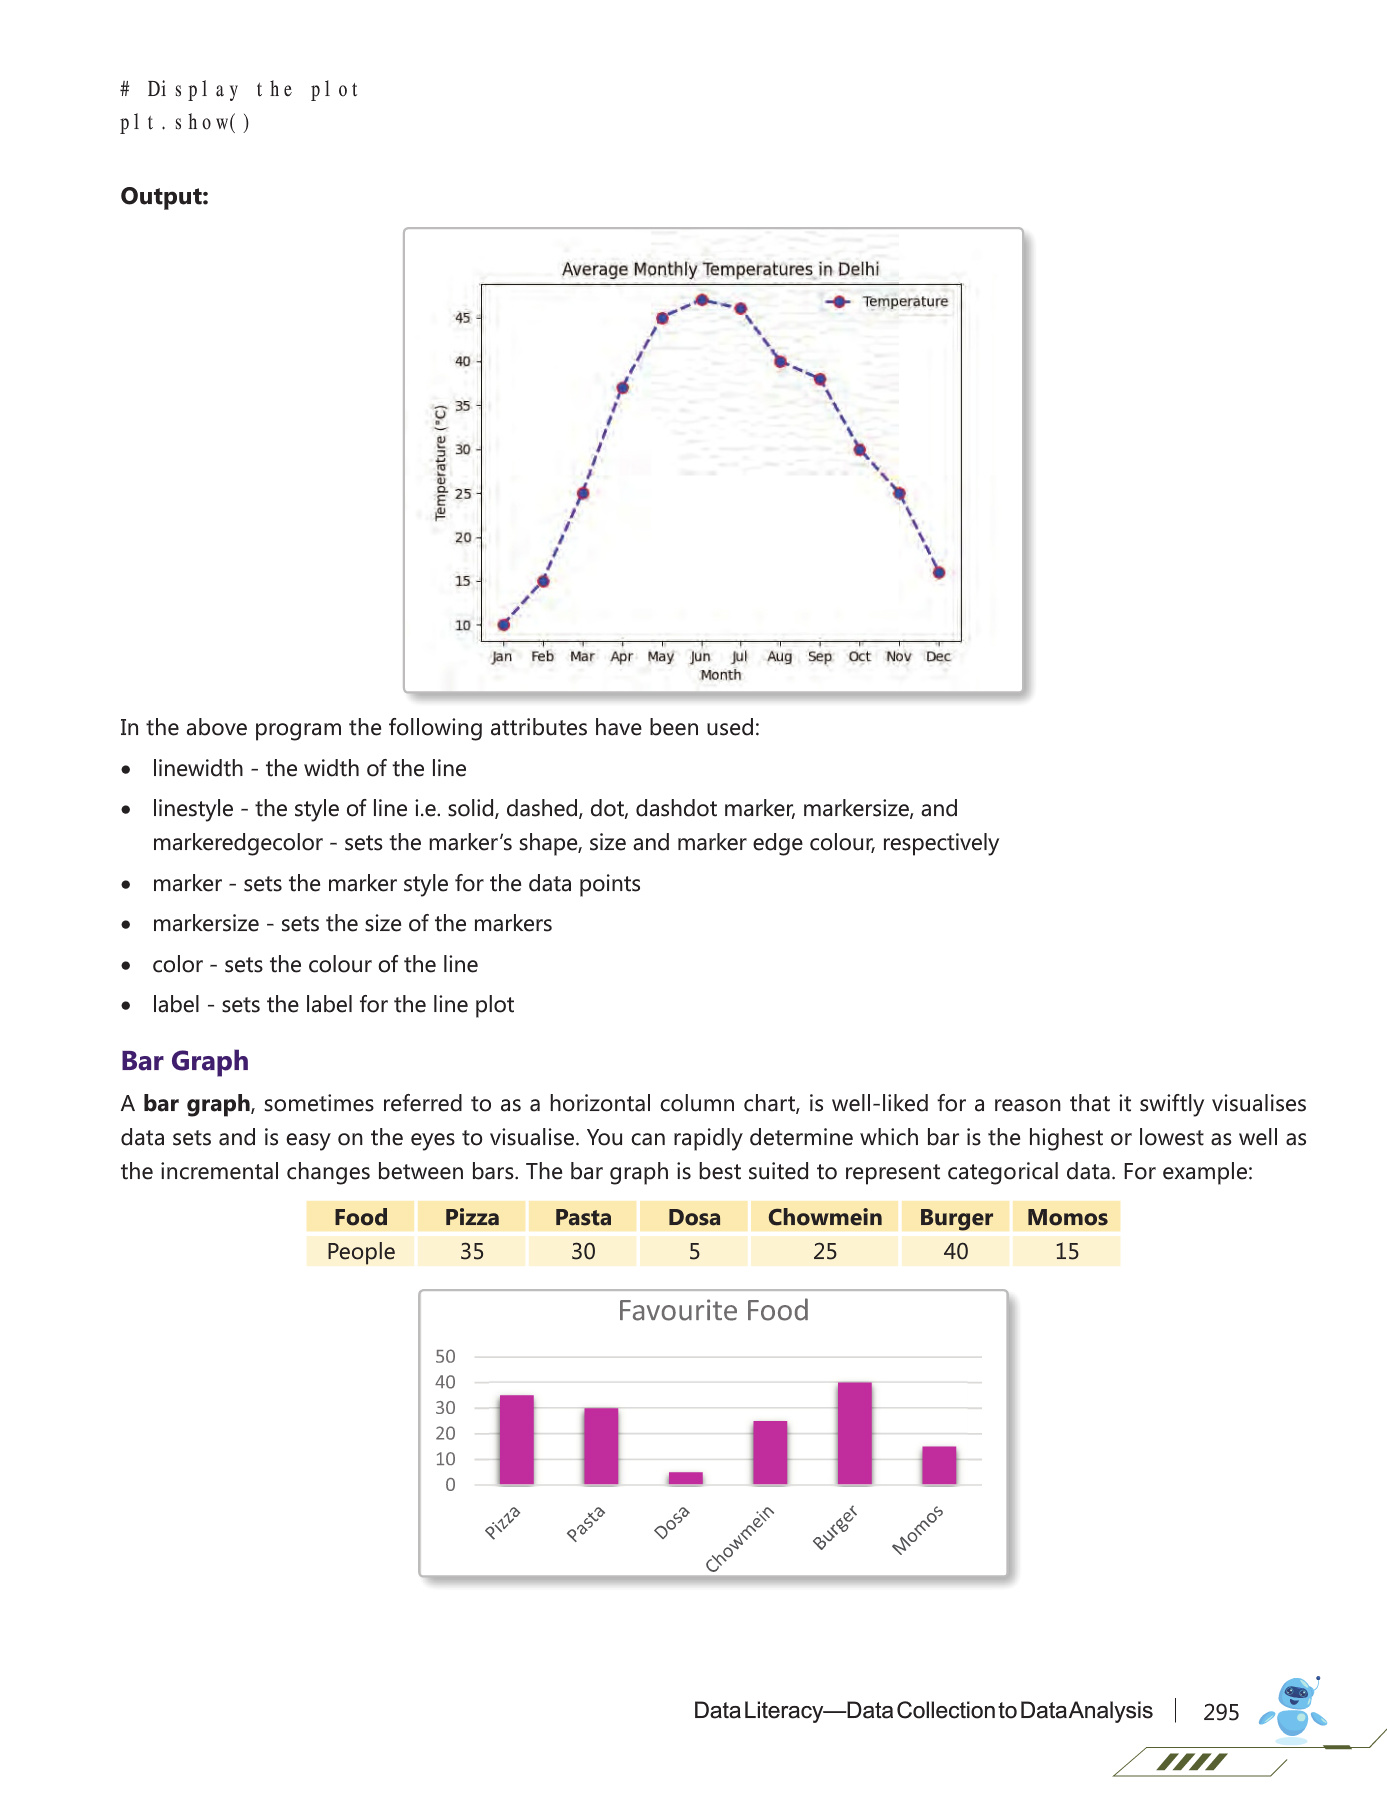 # Display the plot
plt.show()
Output:
Average Monthly Temperatures in Delhi
Temperature
45
40
35
30
25
20
15
10
Temperature (°C)
Jan Feb Mar Apr May Jun Jul Aug Sep Oct Nov Dec
Month
In the above program the following attributes have been used:
• linewidth - the width of the line
• linestyle - the style of line i.e. solid, dashed, dot, dashdot marker, markersize, and
markeredgecolor - sets the marker’s shape, size and marker edge colour, respectively
• marker - sets the marker style for the data points
• markersize - sets the size of the markers
• color - sets the colour of the line
• label - sets the label for the line plot
Bar Graph
A bar graph, sometimes referred to as a horizontal column chart, is well-liked for a reason that it swiftly visualises
data sets and is easy on the eyes to visualise. You can rapidly determine which bar is the highest or lowest as well as
the incremental changes between bars. The bar graph is best suited to represent categorical data. For example:
Food Pizza Pasta Dosa Chowmein Burger Momos
People 35 30 5 25 40 15
Favourite Food
50
40
30
20
10
0
Pizza Pasta Dosa Chowmein Burger Momos
Data Literacy—Data Collection to Data Analysis 295